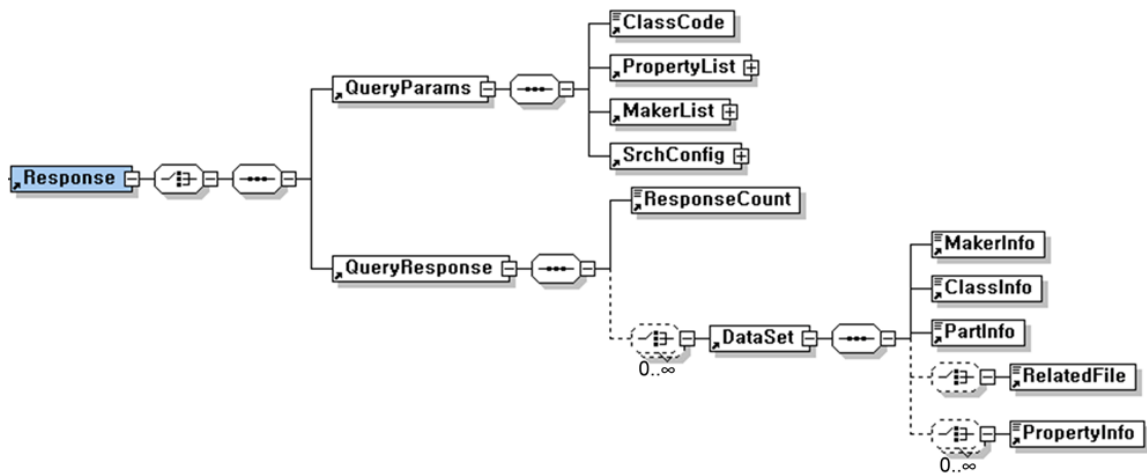 ClassCode
PropertyList
QueryParams
MakerList
SrchConfig
Response
ResponseCount
MakerInfo
QueryResponse
ClassInfo
DataSet
PartInfo
0..∞
RelatedFile
PropertyInfo
0..∞